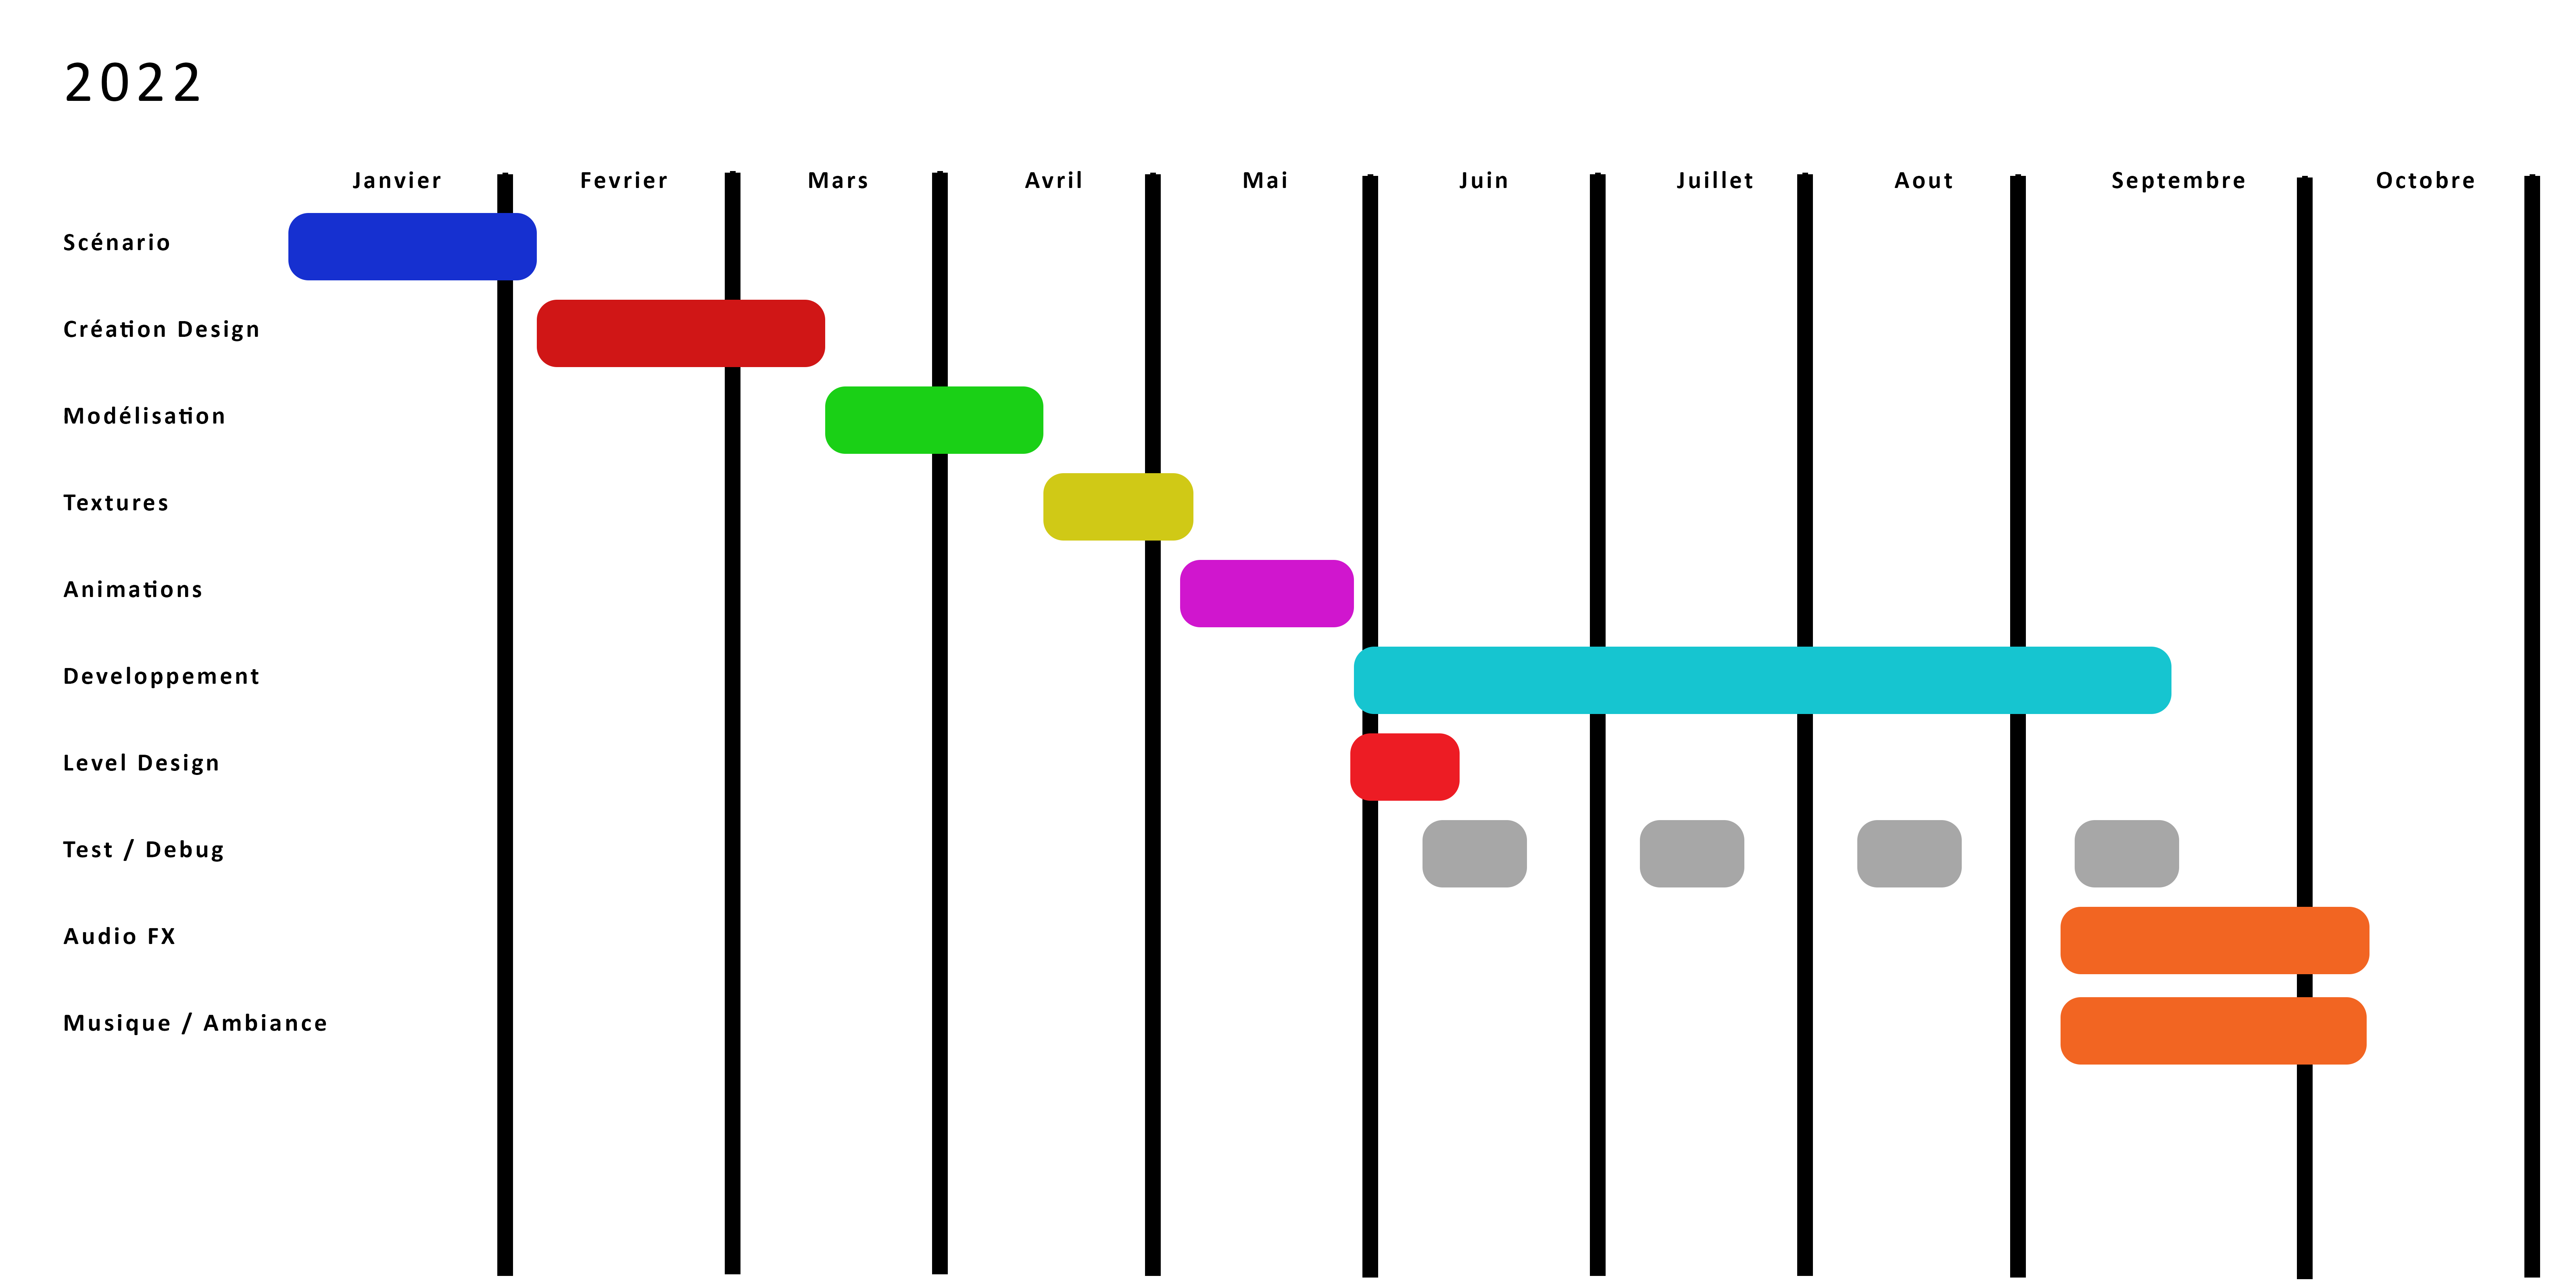 2022
Janvier Fevrier Mars Avril Mai Juin Juillet Aout Septembre Octobre
Scénario
Création Design
Modélisation
Textures
Animations
Developpement
Level Design
Test / Debug
Audio FX
Musique / Ambiance